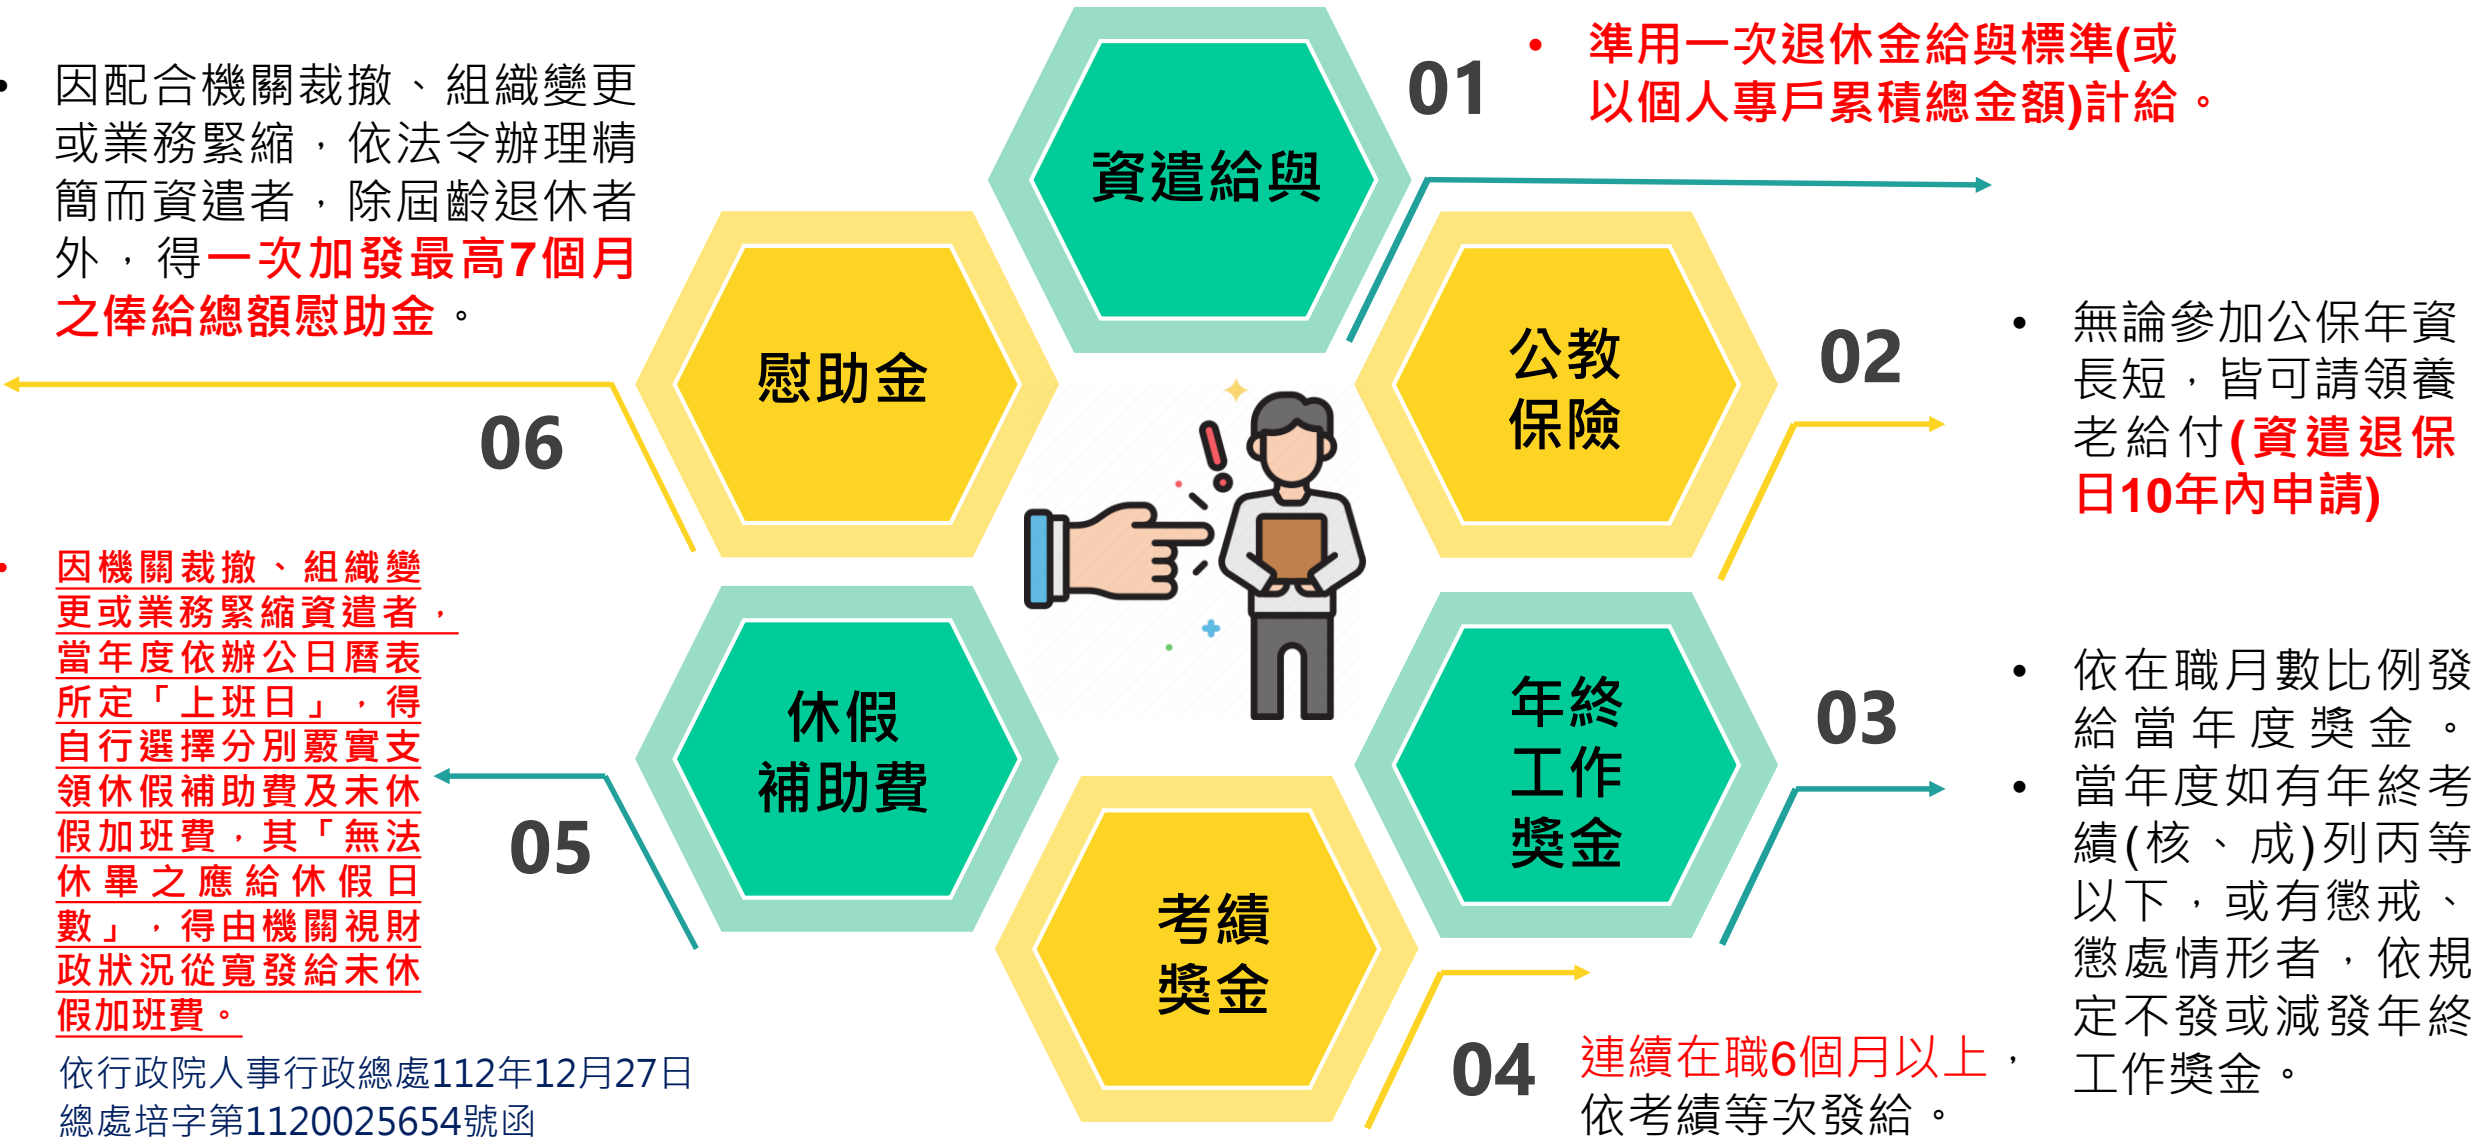 資遣給與
01
• 準用一次退休金給與標準(或
以個人專戶累積總金額)計給。
公教
保險
02
• 無論參加公保年資
長短，皆可請領養
老給付(資遣退保
日10年內申請)
年終
工作
獎金
03
• 依在職月數比例發
給當年度獎金。
• 當年度如有年終考
績(核、成)列丙等
以下，或有懲戒、
懲處情形者，依規
定不發或減發年終
工作獎金。
考績
獎金
04
連續在職6個月以上，
依考績等次發給。
休假
補助費
05
• 因機關裁撤、組織變
更或業務緊縮資遣者，
當年度依辦公日曆表
所定「上班日」，得
自行選擇分別覈實支
領休假補助費及未休
假加班費，其「無法
休畢之應給休假日
數」，得由機關視財
政狀況從寬發給未休
假加班費。
依行政院人事行政總處112年12月27日
總處培字第1120025654號函
慰助金
06
• 因配合機關裁撤、組織變更
或業務緊縮，依法令辦理精
簡而資遣者，除屆齡退休者
外，得一次加發最高7個月
之俸給總額慰助金。